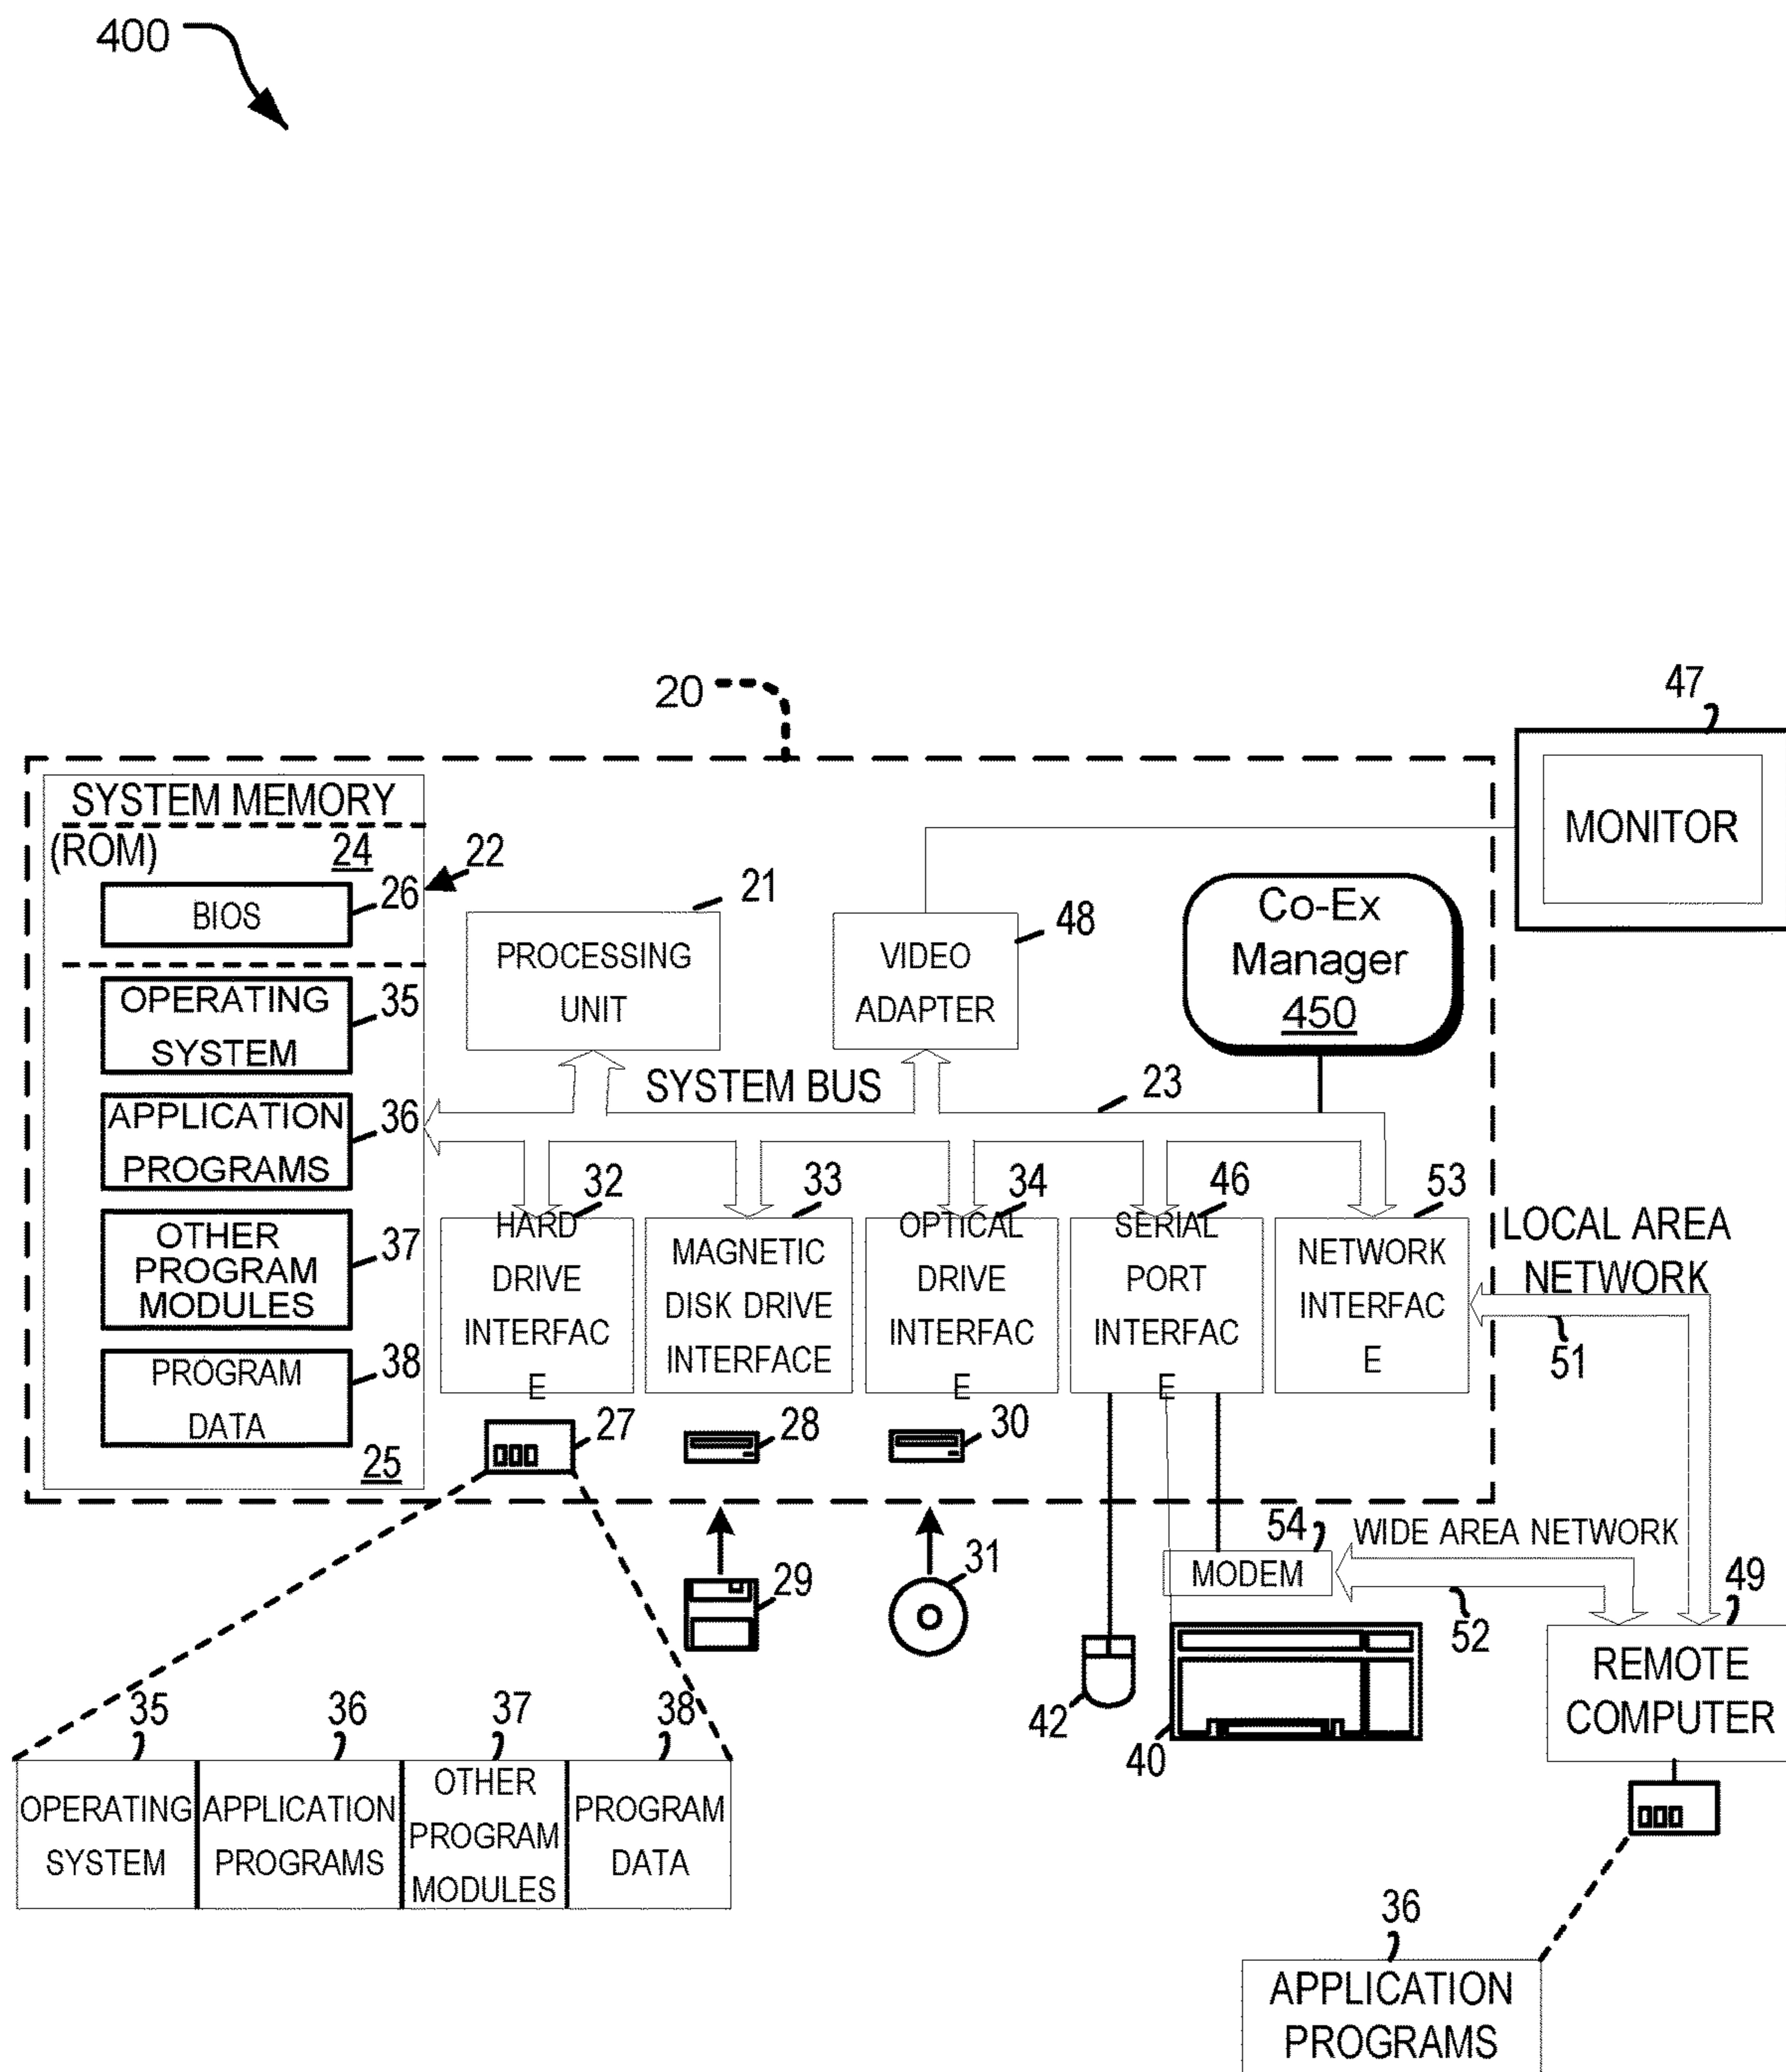 400
20
47
SYSTEM MEMORY
(ROM)
24
22
BIOS
26
21
PROCESSING
UNIT
48
VIDEO
ADAPTER
Co-Ex
Manager
450
MONITOR
OPERATING
SYSTEM
35
SYSTEM BUS
23
APPLICATION
PROGRAMS
36
OTHER
PROGRAM
MODULES
37
PROGRAM
DATA
38
25
32
HARD
DRIVE
INTERFAC
E
33
MAGNETIC
DISK DRIVE
INTERFACE
34
OPTICAL
DRIVE
INTERFAC
E
46
SERIAL
PORT
INTERFAC
E
53
NETWORK
INTERFAC
E
LOCAL AREA
NETWORK
51
27
28
30
29
31
54
MODEM
WIDE AREA NETWORK
52
49
REMOTE
COMPUTER
42
40
35
36
37
38
OPERATING
SYSTEM
APPLICATION
PROGRAMS
OTHER
PROGRAM
MODULES
PROGRAM
DATA
36
APPLICATION
PROGRAMS